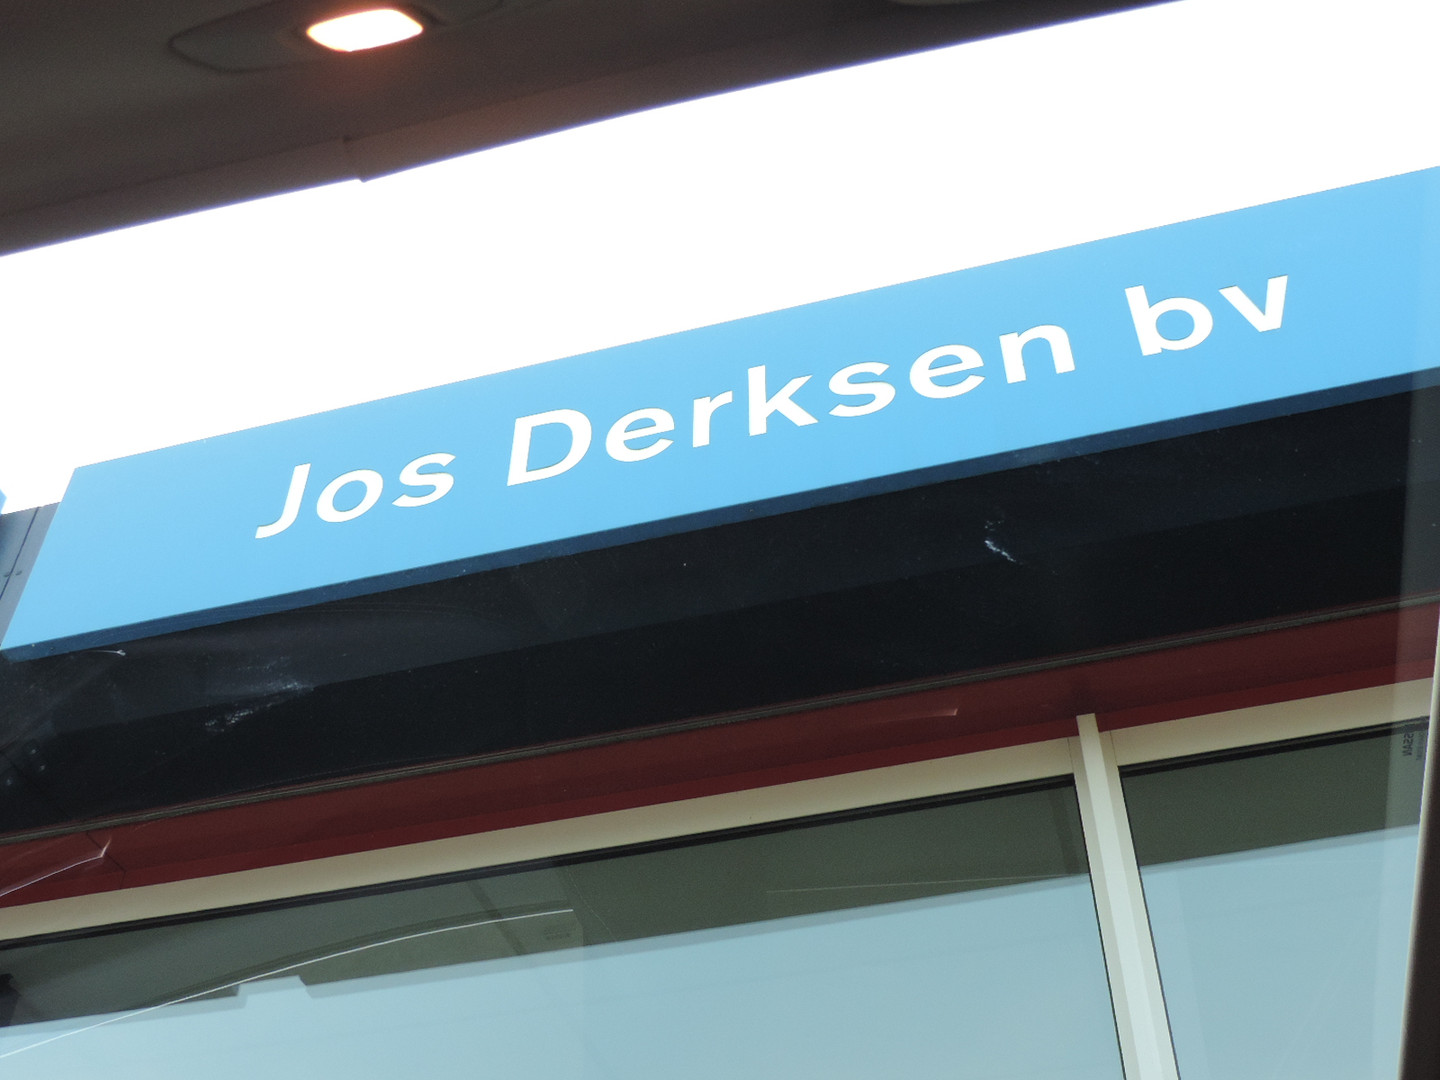 Jos Derksen bv